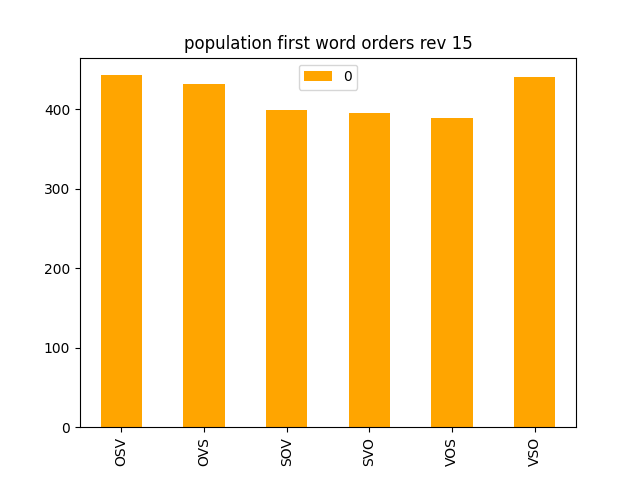 population first word orders rev 15
0
400
300
200
100
0
OSV
OVS
SOV
SVO
VOS
VSO